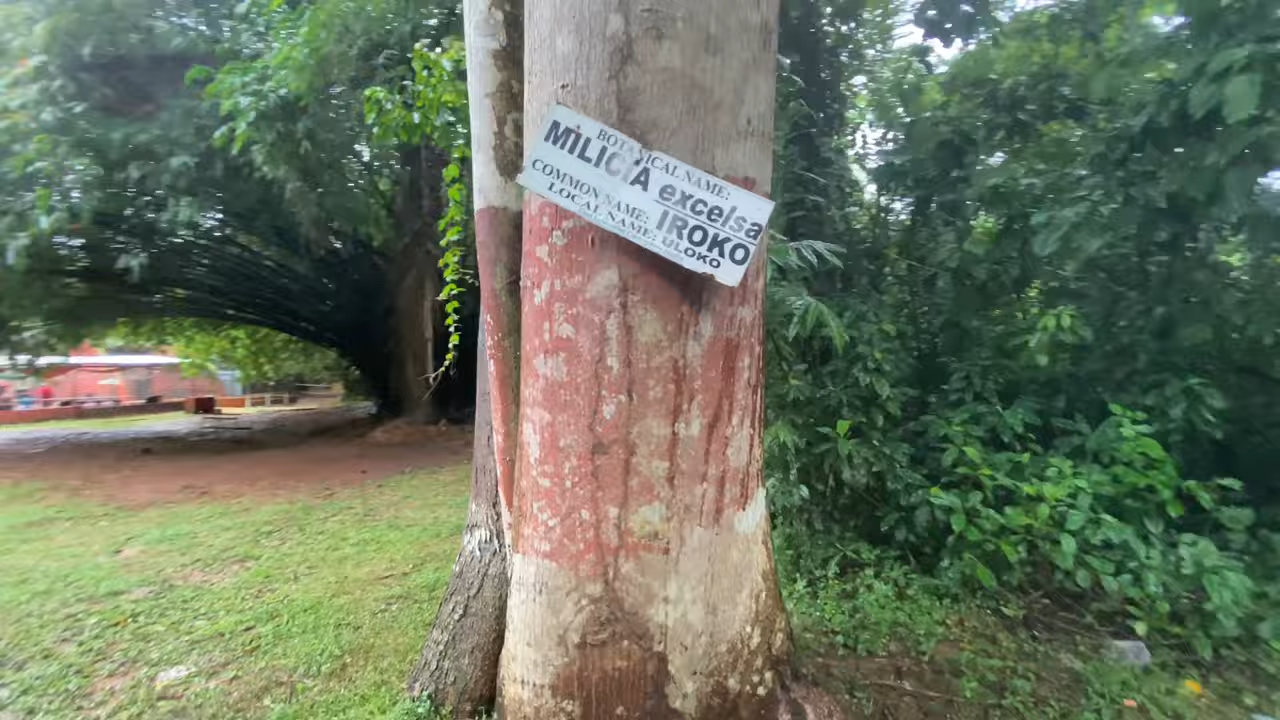 BOTANICAL NAME:
MILICIA excelsa
COMMON NAME: IROKO
LOCAL NAME: ULOKO